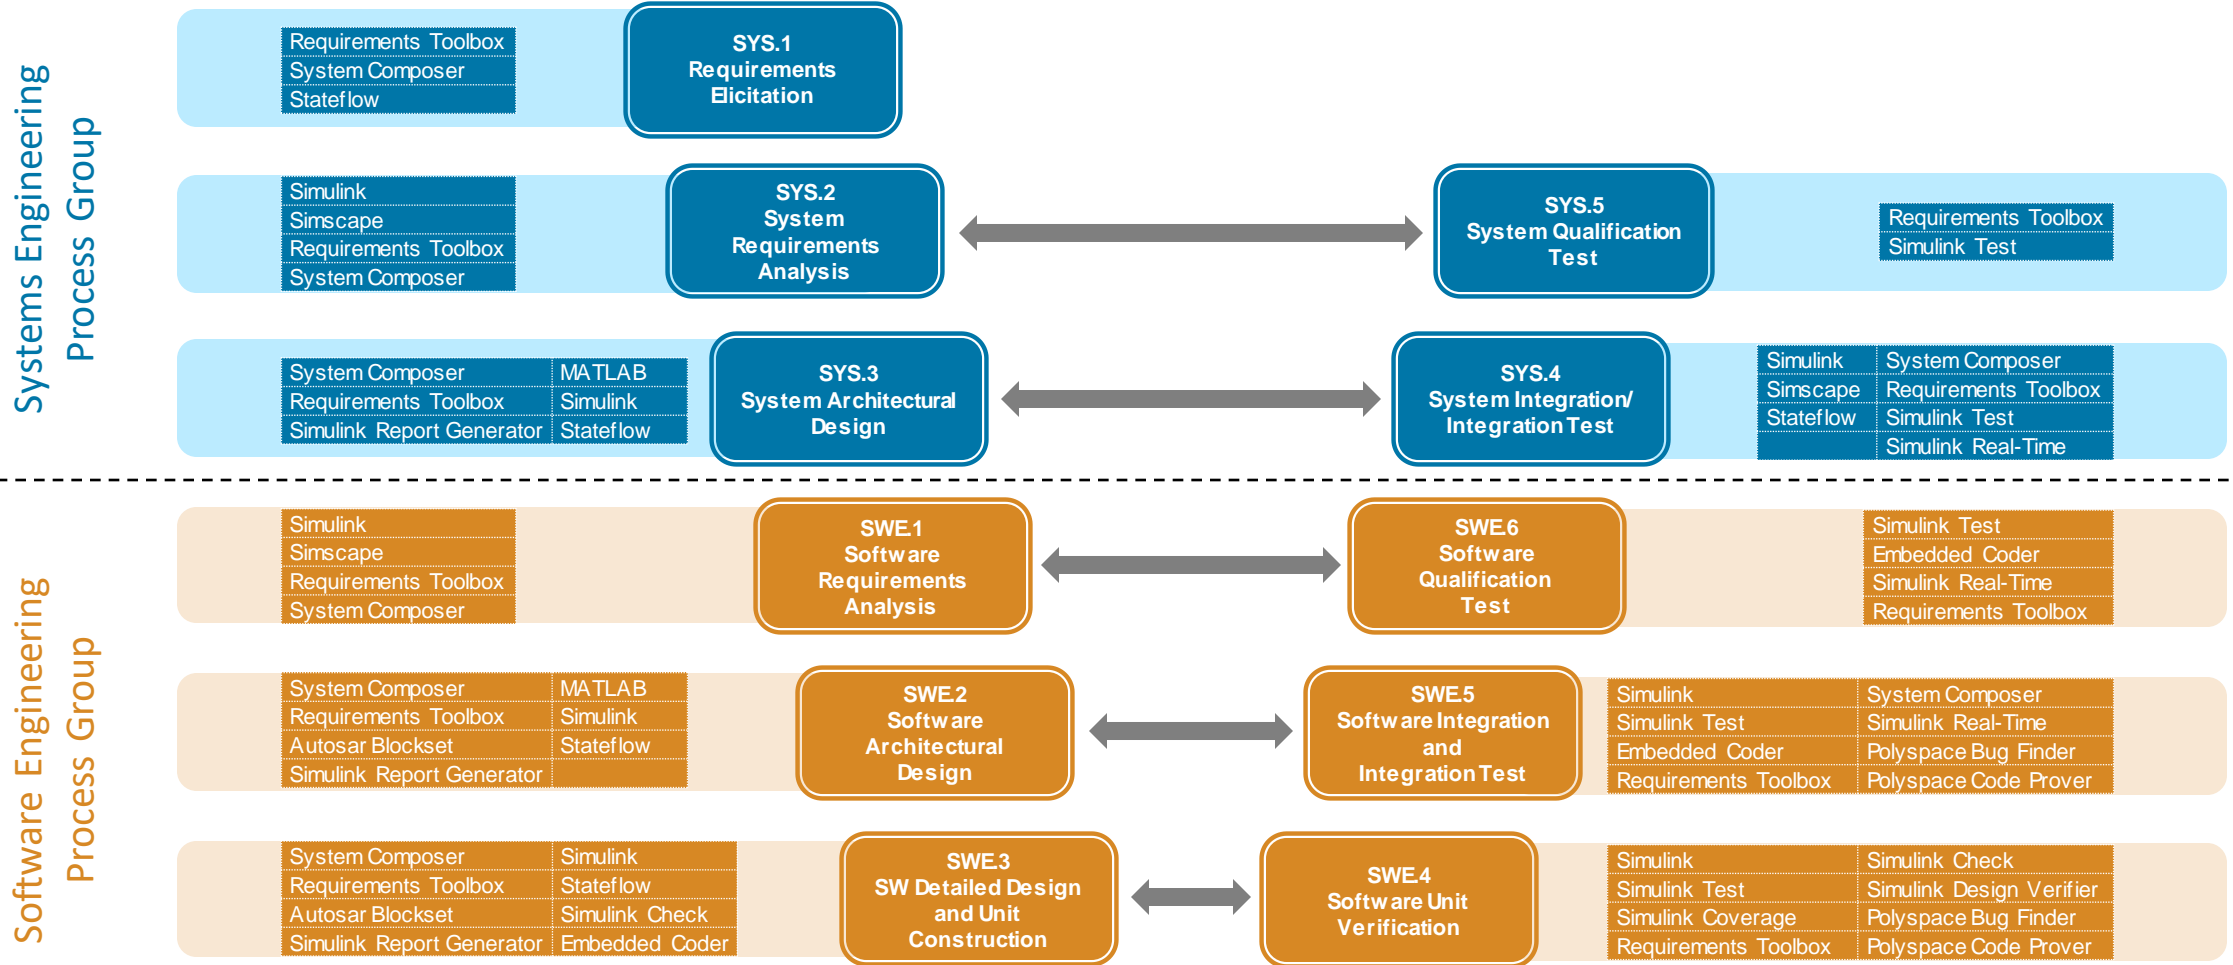 Systems Engineering
Process Group
Requirements Toolbox
System Composer
Stateflow
SYS.1
Requirements
Elicitation
Simulink
Simscape
Requirements Toolbox
System Composer
SYS.2
System
Requirements
Analysis
SYS.5
System Qualification
Test
Requirements Toolbox
Simulink Test
System Composer MATLAB
Requirements Toolbox Simulink
Simulink Report Generator Stateflow
SYS.3
System Architectural
Design
SYS.4
System Integration/
Integration Test
Simulink System Composer
Simscape Requirements Toolbox
Stateflow Simulink Test
Simulink Real-Time
Software Engineering
Process Group
Simulink
Simscape
Requirements Toolbox
System Composer
SWE.1
Software
Requirements
Analysis
SWE.6
Software
Qualification
Test
Simulink Test
Embedded Coder
Simulink Real-Time
Requirements Toolbox
System Composer MATLAB
Requirements Toolbox Simulink
Autosar Blockset Stateflow
Simulink Report Generator
SWE.2
Software
Architectural
Design
SWE.5
Software Integration
and
Integration Test
Simulink System Composer
Simulink Test Simulink Real-Time
Embedded Coder Polyspace Bug Finder
Requirements Toolbox Polyspace Code Prover
System Composer Simulink
Requirements Toolbox Stateflow
Autosar Blockset Simulink Check
Simulink Report Generator Embedded Coder
SWE.3
SW Detailed Design
and Unit
Construction
SWE.4
Software Unit
Verification
Simulink Simulink Check
Simulink Test Simulink Design Verifier
Simulink Coverage Polyspace Bug Finder
Requirements Toolbox Polyspace Code Prover